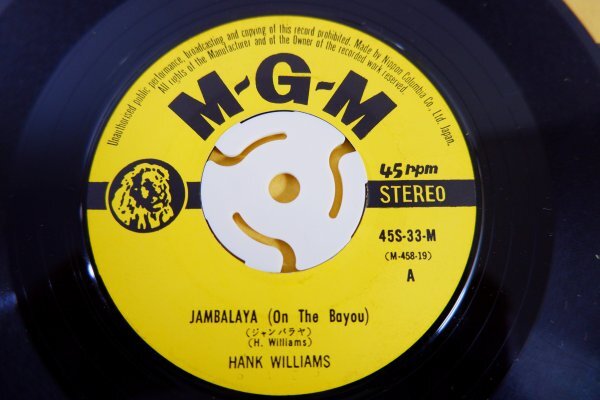 Unauthorised public performance, broadcasting and copying of this record prohibited. Made by Nippon Columbia Co., Ltd. Japan.
All rights of the Manufacturer and of the Owner of the recorded work reserved.
M-G-M
45 rpm
STEREO
45S-33-M
(M-458-19)
A
JAMBALAYA (On The Bayou)
(ジャンバラヤ)
(H. Williams)
HANK WILLIAMS